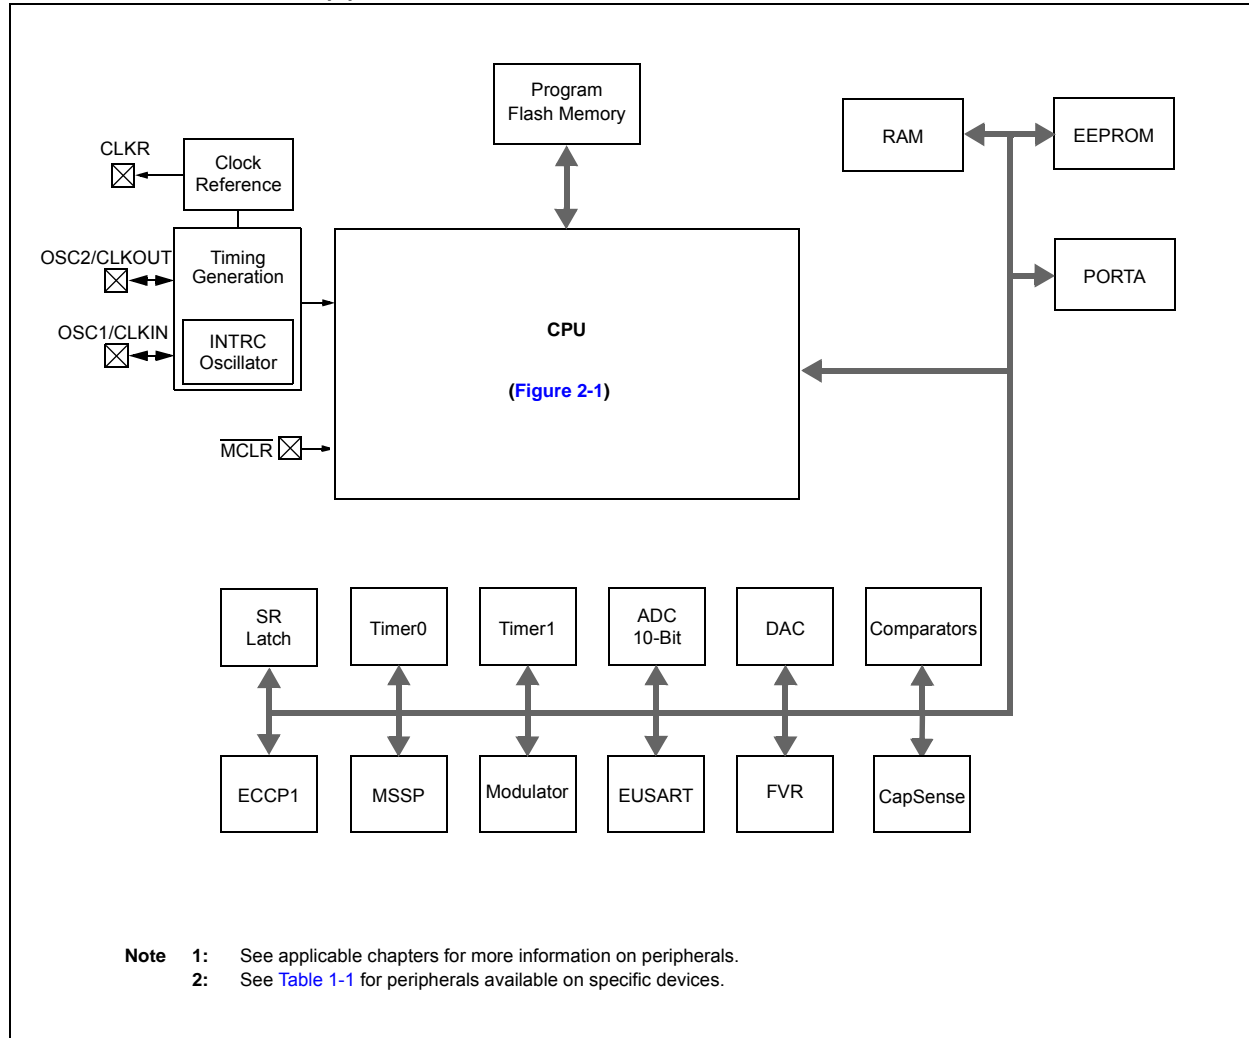 Program
Flash Memory
RAM
EEPROM
CLKR
Clock
Reference
OSC2/CLKOUT
Timing
Generation
PORTA
OSC1/CLKIN
INTRC
Oscillator
CPU
(Figure 2-1)
MCLR
SR
Latch
Timer0
Timer1
ADC
10-Bit
DAC
Comparators
ECCP1
MSSP
Modulator
EUSART
FVR
CapSense
Note 1: See applicable chapters for more information on peripherals.
2: See Table 1-1 for peripherals available on specific devices.